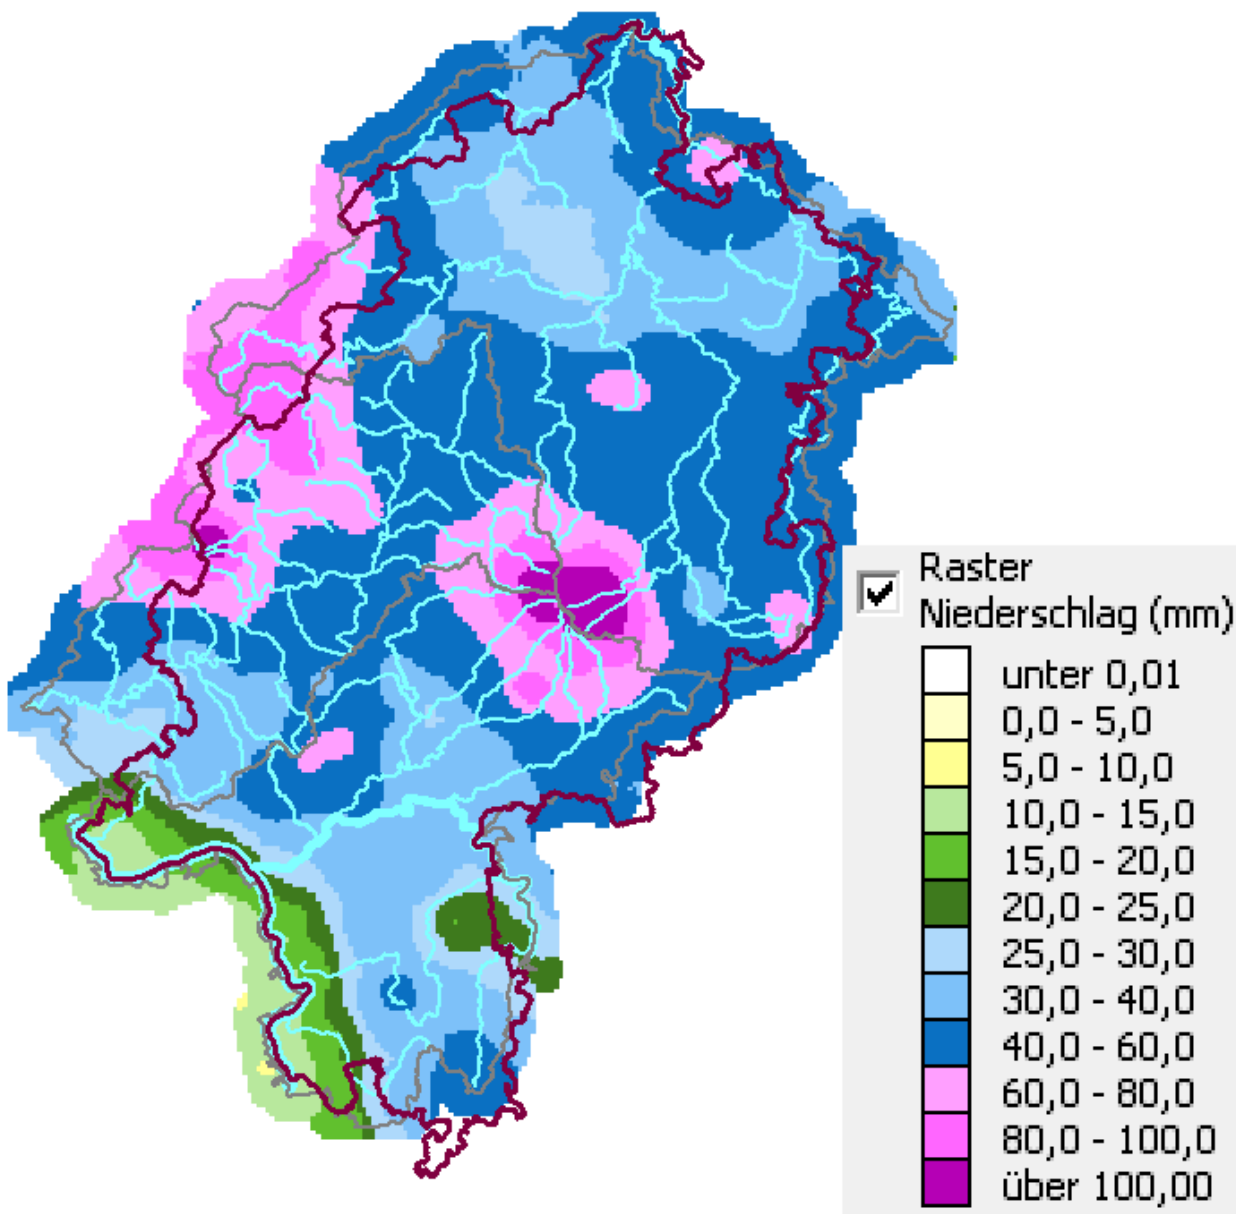 Raster
Niederschlag (mm)
unter 0,01
0,0 - 5,0
5,0 - 10,0
10,0 - 15,0
15,0 - 20,0
20,0 - 25,0
25,0 - 30,0
30,0 - 40,0
40,0 - 60,0
60,0 - 80,0
80,0 - 100,0
über 100,00